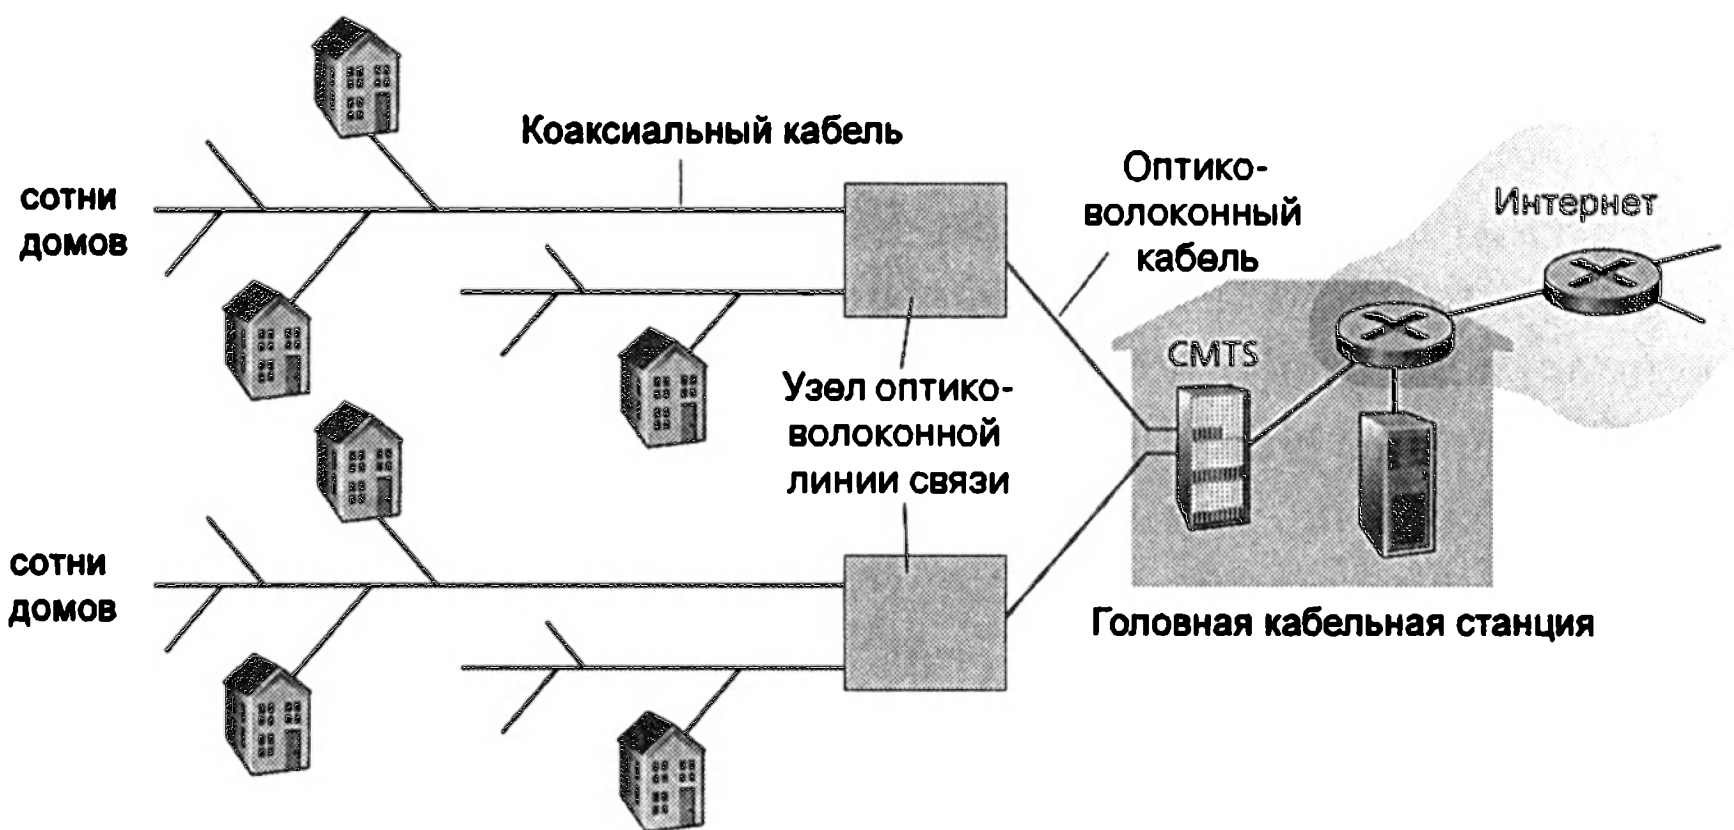 Коаксиальный кабель
сотни
домов
Оптико-
волоконный
кабель
Интернет
CMTS
Узел оптико-
волоконной
линии связи
сотни
домов
Головная кабельная станция